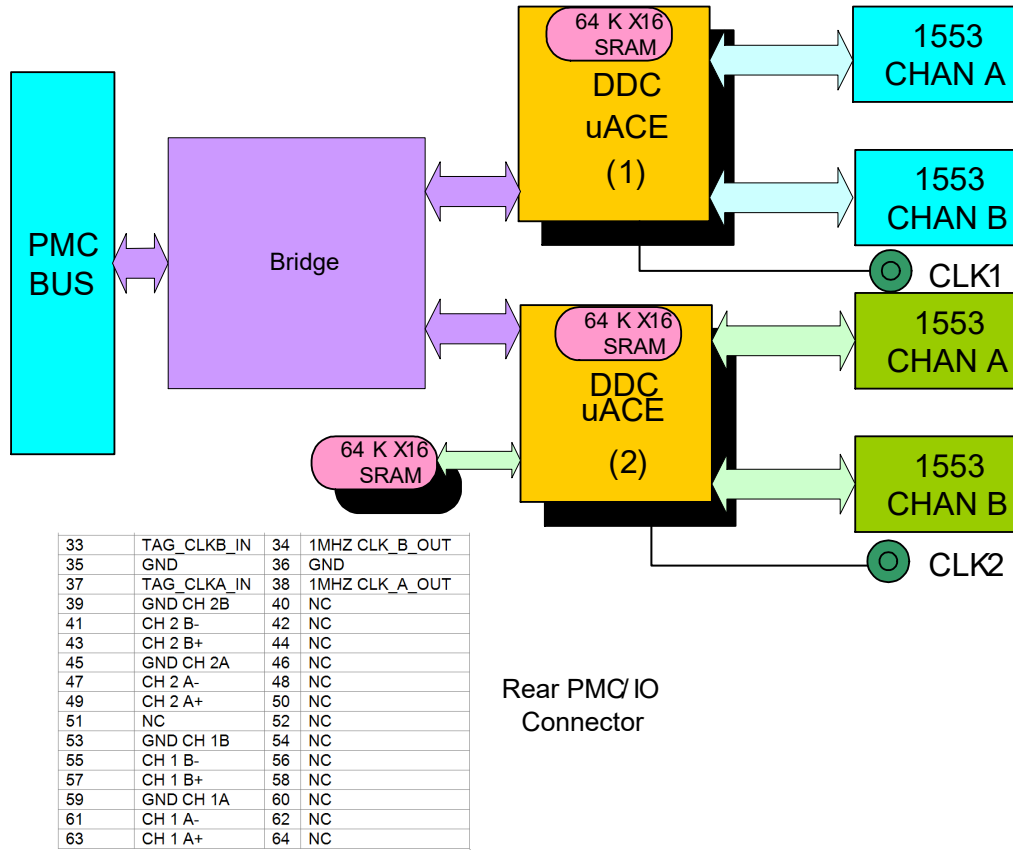 64 K X16
SRAM
DDC
uACE
(1)
1553
CHAN A
1553
CHAN B
PMC
BUS
Bridge
CLK1
64 K X16
SRAM
DDC
uACE
(2)
1553
CHAN A
64 K X16
SRAM
1553
CHAN B
CLK2
33 TAG_CLKB_IN 34 1MHZ CLK_B_OUT
35 GND 36 GND
37 TAG_CLKA_IN 38 1MHZ CLK_A_OUT
39 GND CH 2B 40 NC
41 CH 2 B- 42 NC
43 CH 2 B+ 44 NC
45 GND CH 2A 46 NC
47 CH 2 A- 48 NC
49 CH 2 A+ 50 NC
51 NC 52 NC
53 GND CH 1B 54 NC
55 CH 1 B- 56 NC
57 CH 1 B+ 58 NC
59 GND CH 1A 60 NC
61 CH 1 A- 62 NC
63 CH 1 A+ 64 NC
Rear PMC/IO
Connector